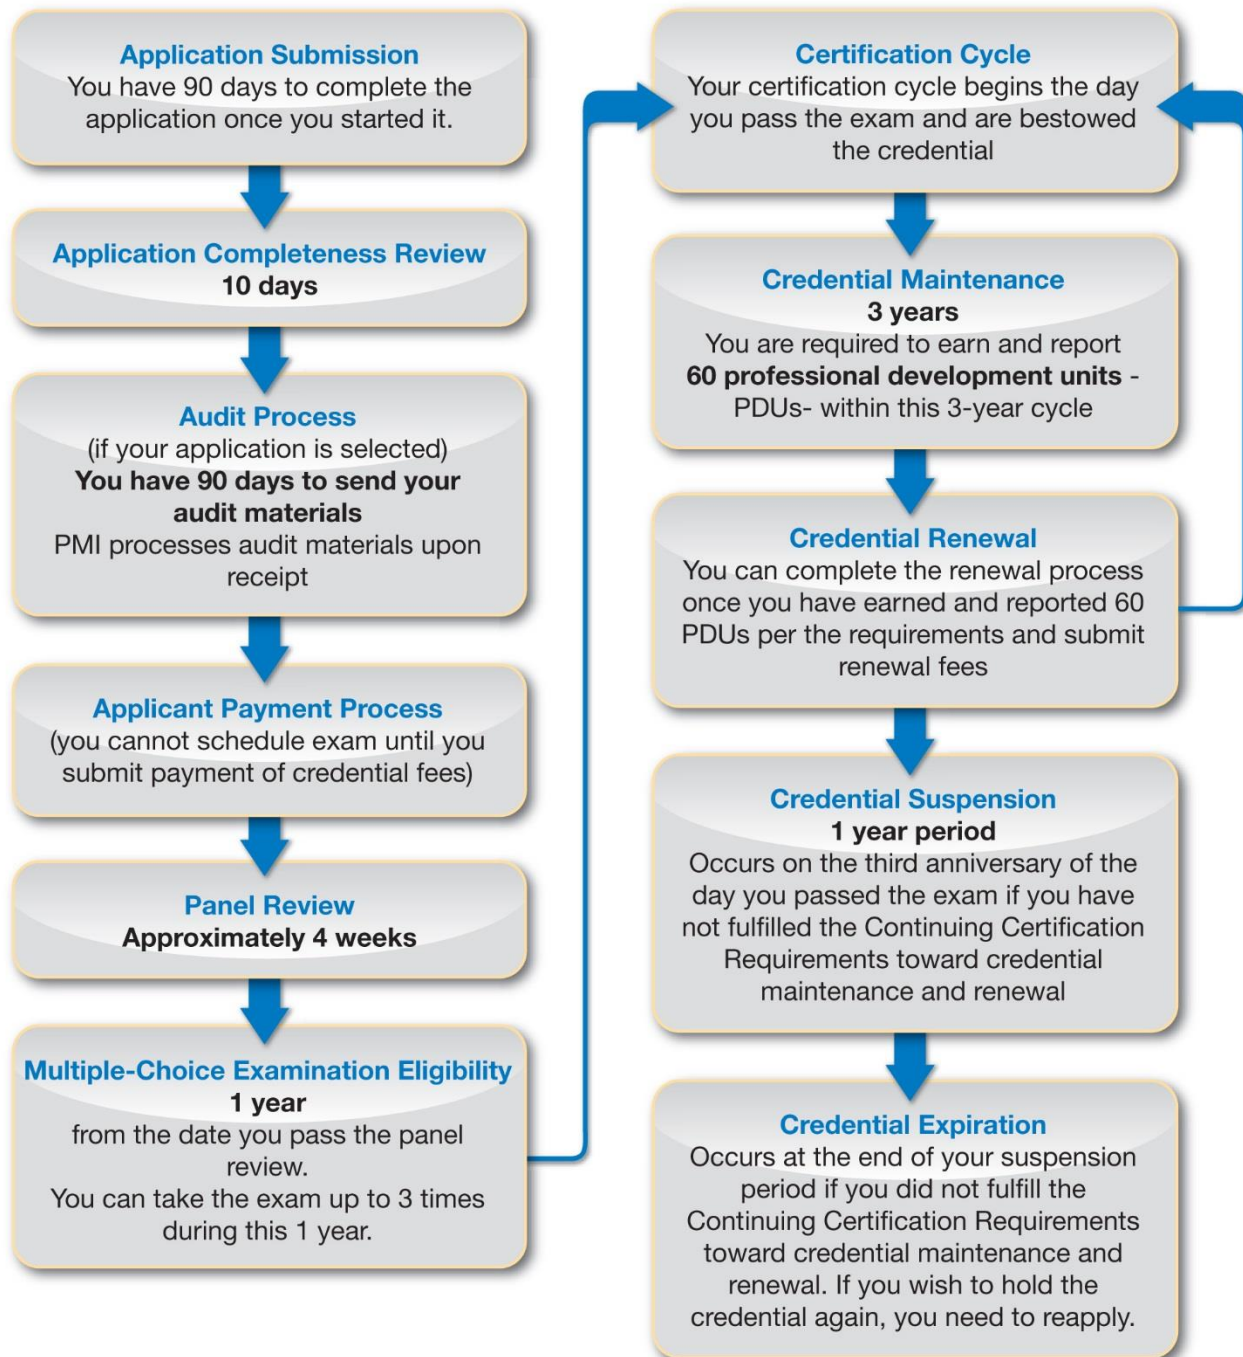 Application Submission
You have 90 days to complete the
application once you started it.
Application Completeness Review
10 days
Audit Process
(if your application is selected)
You have 90 days to send your
audit materials
PMI processes audit materials upon
receipt
Applicant Payment Process
(you cannot schedule exam until you
submit payment of credential fees)
Panel Review
Approximately 4 weeks
Multiple-Choice Examination Eligibility
1 year
from the date you pass the panel
review.
You can take the exam up to 3 times
during this 1 year.
Certification Cycle
Your certification cycle begins the day
you pass the exam and are bestowed
the credential
Credential Maintenance
3 years
You are required to earn and report
60 professional development units -
PDUs- within this 3-year cycle
Credential Renewal
You can complete the renewal process
once you have earned and reported 60
PDUs per the requirements and submit
renewal fees
Credential Suspension
1 year period
Occurs on the third anniversary of the
day you passed the exam if you have
not fulfilled the Continuing Certification
Requirements toward credential
maintenance and renewal
Credential Expiration
Occurs at the end of your suspension
period if you did not fulfill the
Continuing Certification Requirements
toward credential maintenance and
renewal. If you wish to hold the
credential again, you need to reapply.